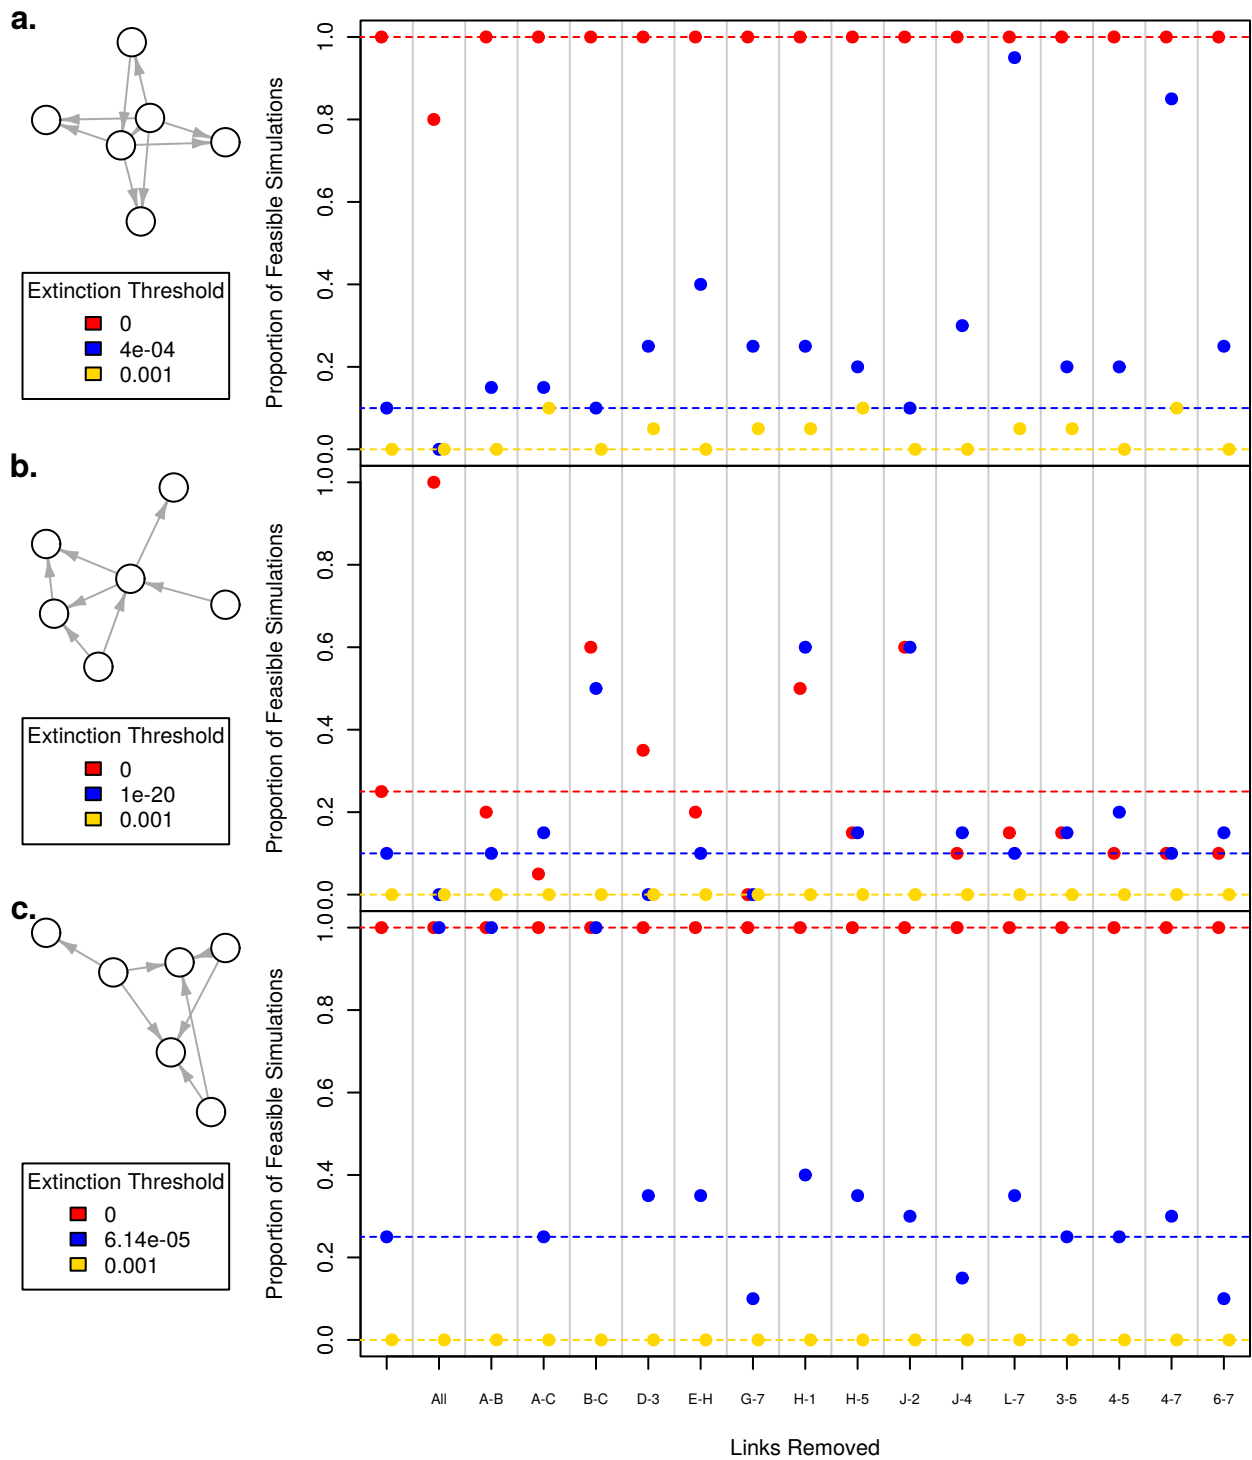 a.
Extinction Threshold
0
4e-04
0.001
Proportion of Feasible Simulations
1.0
0.8
0.6
0.4
0.2
0.0
b.
Extinction Threshold
0
1e-20
0.001
Proportion of Feasible Simulations
1.0
0.8
0.6
0.4
0.2
0.0
c.
Extinction Threshold
0
6.14e-05
0.001
Proportion of Feasible Simulations
1.0
0.8
0.6
0.4
0.2
0.0
All A-B A-C B-C D-3 E-H G-7 H-1 H-5 J-2 J-4 L-7 3-5 4-5 4-7 6-7
Links Removed